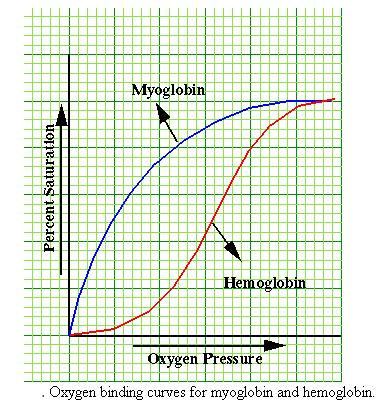 Myoglobin
Percent Saturation
Hemoglobin
Oxygen Pressure
. Oxygen binding curves for myoglobin and hemoglobin.